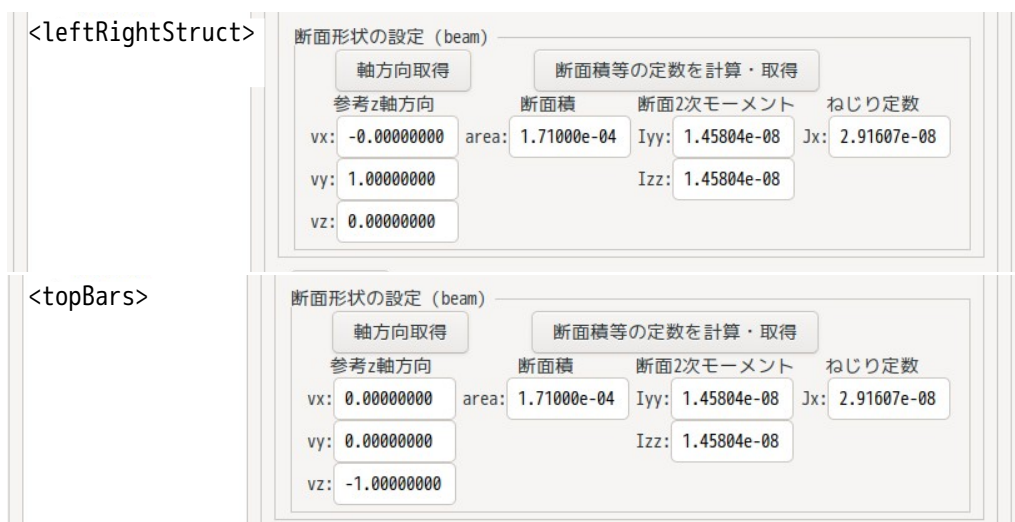 <leftRightStruct>
断面形状の設定 (beam)
軸方向取得 断面積等の定数を計算・取得
参考z軸方向 断面積 断面2次モーメント ねじり定数
vx: -0.00000000 area: 1.71000e-04 Iyy: 1.45804e-08 Jx: 2.91607e-08
vy: 1.00000000 Izz: 1.45804e-08
vz: 0.00000000
<topBars>
断面形状の設定 (beam)
軸方向取得 断面積等の定数を計算・取得
参考z軸方向 断面積 断面2次モーメント ねじり定数
vx: 0.00000000 area: 1.71000e-04 Iyy: 1.45804e-08 Jx: 2.91607e-08
vy: 0.00000000 Izz: 1.45804e-08
vz: -1.00000000